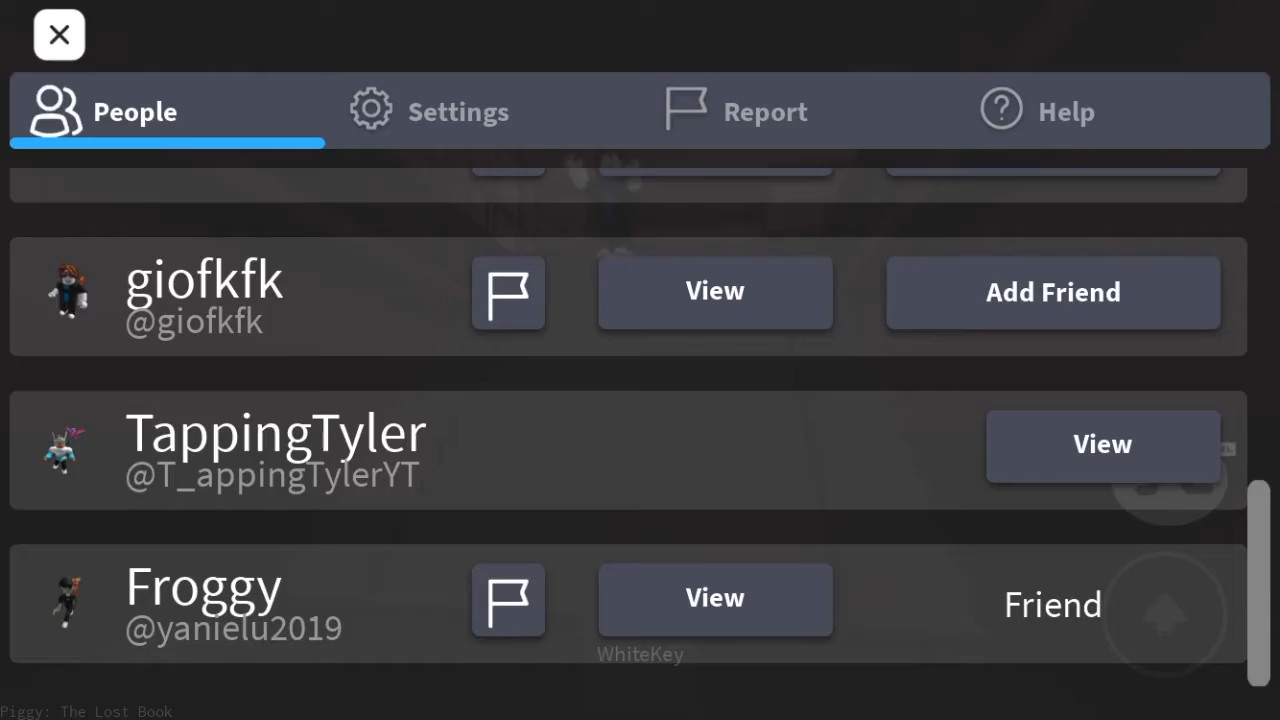 People
Settings
Report
Help
giofkfk
@giofkfk
View
Add Friend
TappingTyler
@T_appingTylerYT
View
Froggy
@yanielu2019
View
Friend
WhiteKey
Piggy: The Lost Book